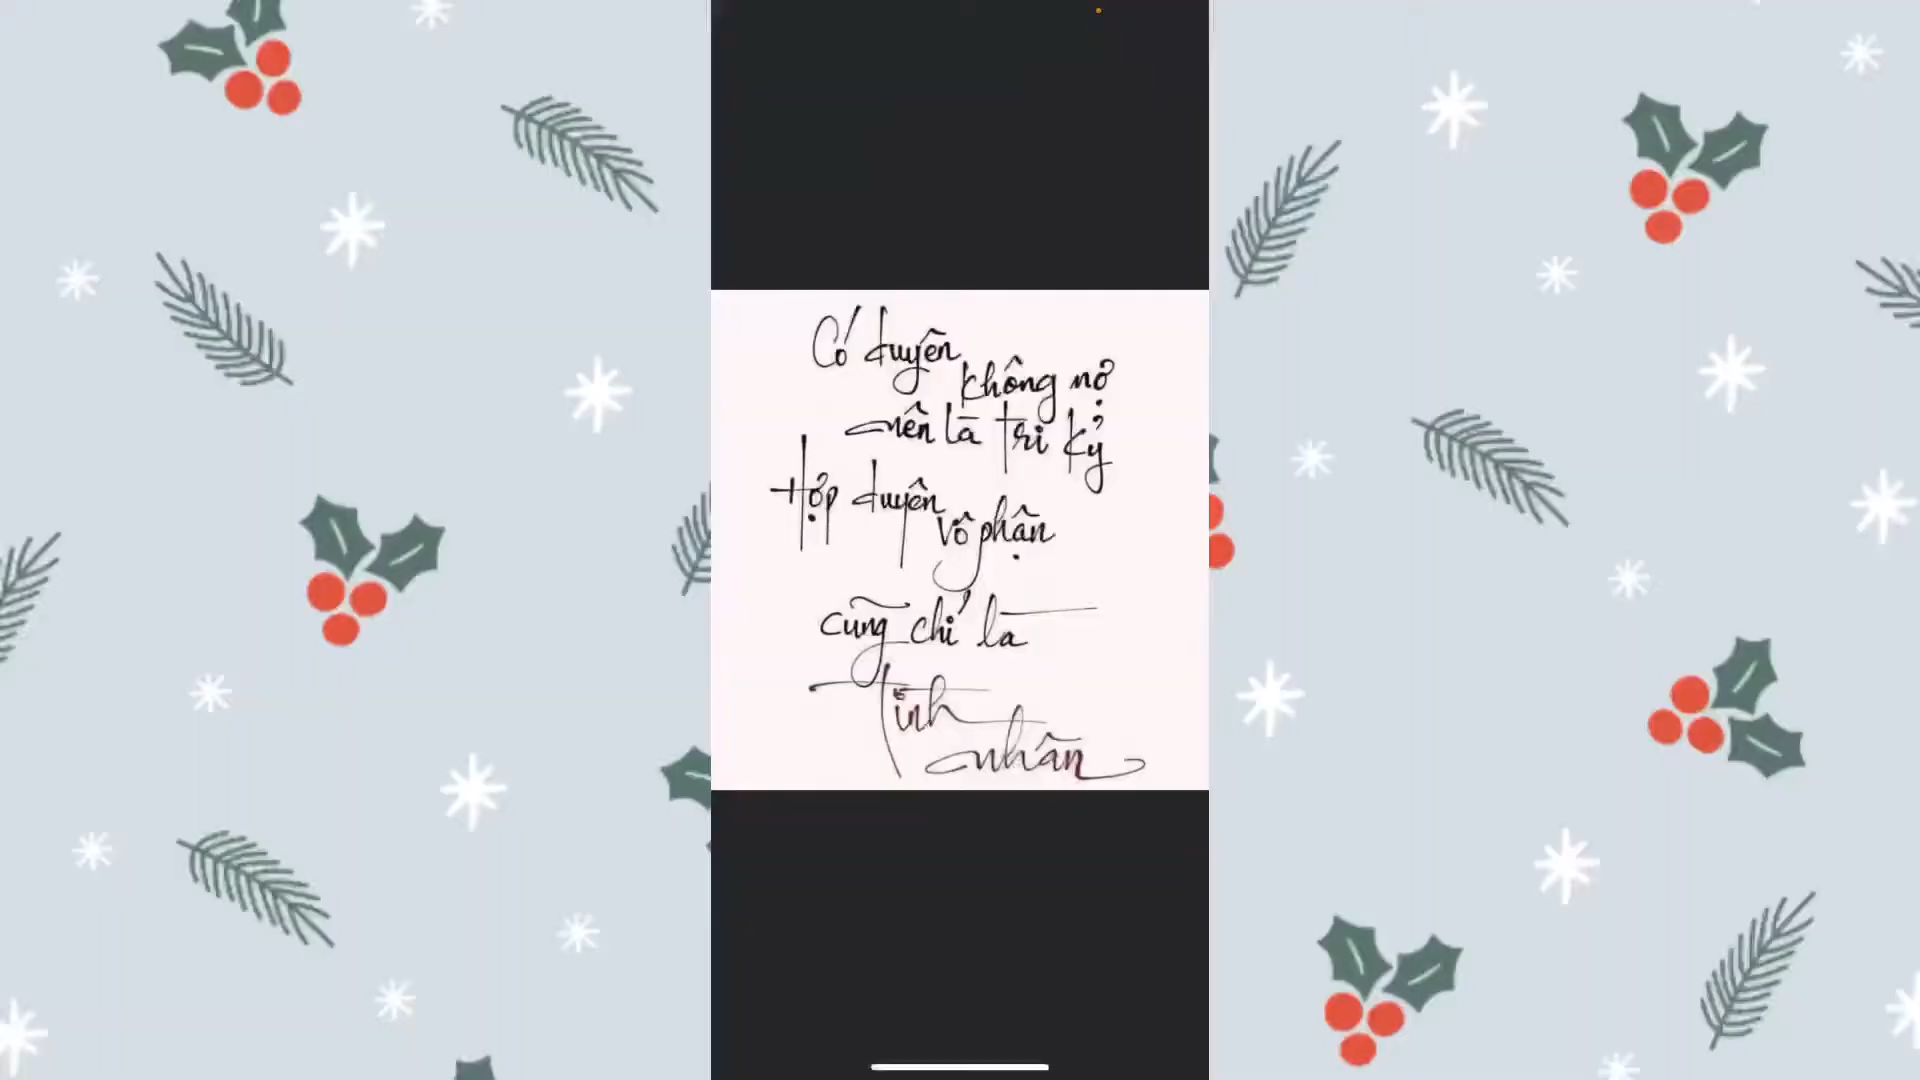 Có duyên
không nợ
nên là tri kỷ
Hợp duyên
vô phận
cũng chỉ là
tình
nhân